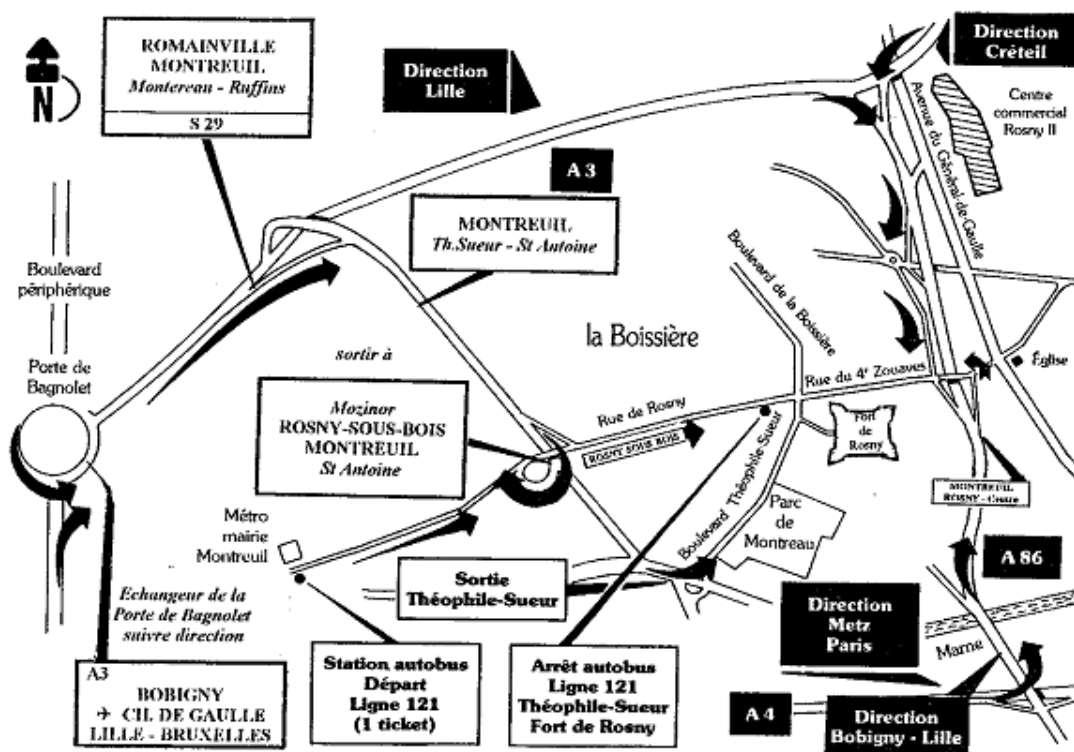 N
ROMAINVILLE
MONTREUIL
Montereau - Ruffins
S 29
Direction
Lille
Direction
Créteil
Centre
commercial
Rosny II
Avenue du Général-de-Gaulle
A 3
MONTREUIL
Th.Sueur - St Antoine
Boulevard
périphérique
Boulevard
de la Boissière
la Boissière
sortir à
Porte de
Bagnolet
Rue du 4e Zouaves
Église
Mozinor
ROSNY-SOUS-BOIS
MONTREUIL
St Antoine
Rue de Rosny
ROSNY SOUS BOIS
Fort
de
Rosny
Boulevard Théophile-Sueur
MONTREUIL
ROSNY - Centre
Métro
mairie
Montreuil
Parc
de
Montreau
Sortie
Théophile-Sueur
A 86
Echangeur de la
Porte de Bagnolet
suivre direction
Direction
Metz
Paris
Marne
A3
BOBIGNY
CH. DE GAULLE
LILLE - BRUXELLES
Station autobus
Départ
Ligne 121
(1 ticket)
Arrêt autobus
Ligne 121
Théophile-Sueur
Fort de Rosny
A 4
Direction
Bobigny - Lille